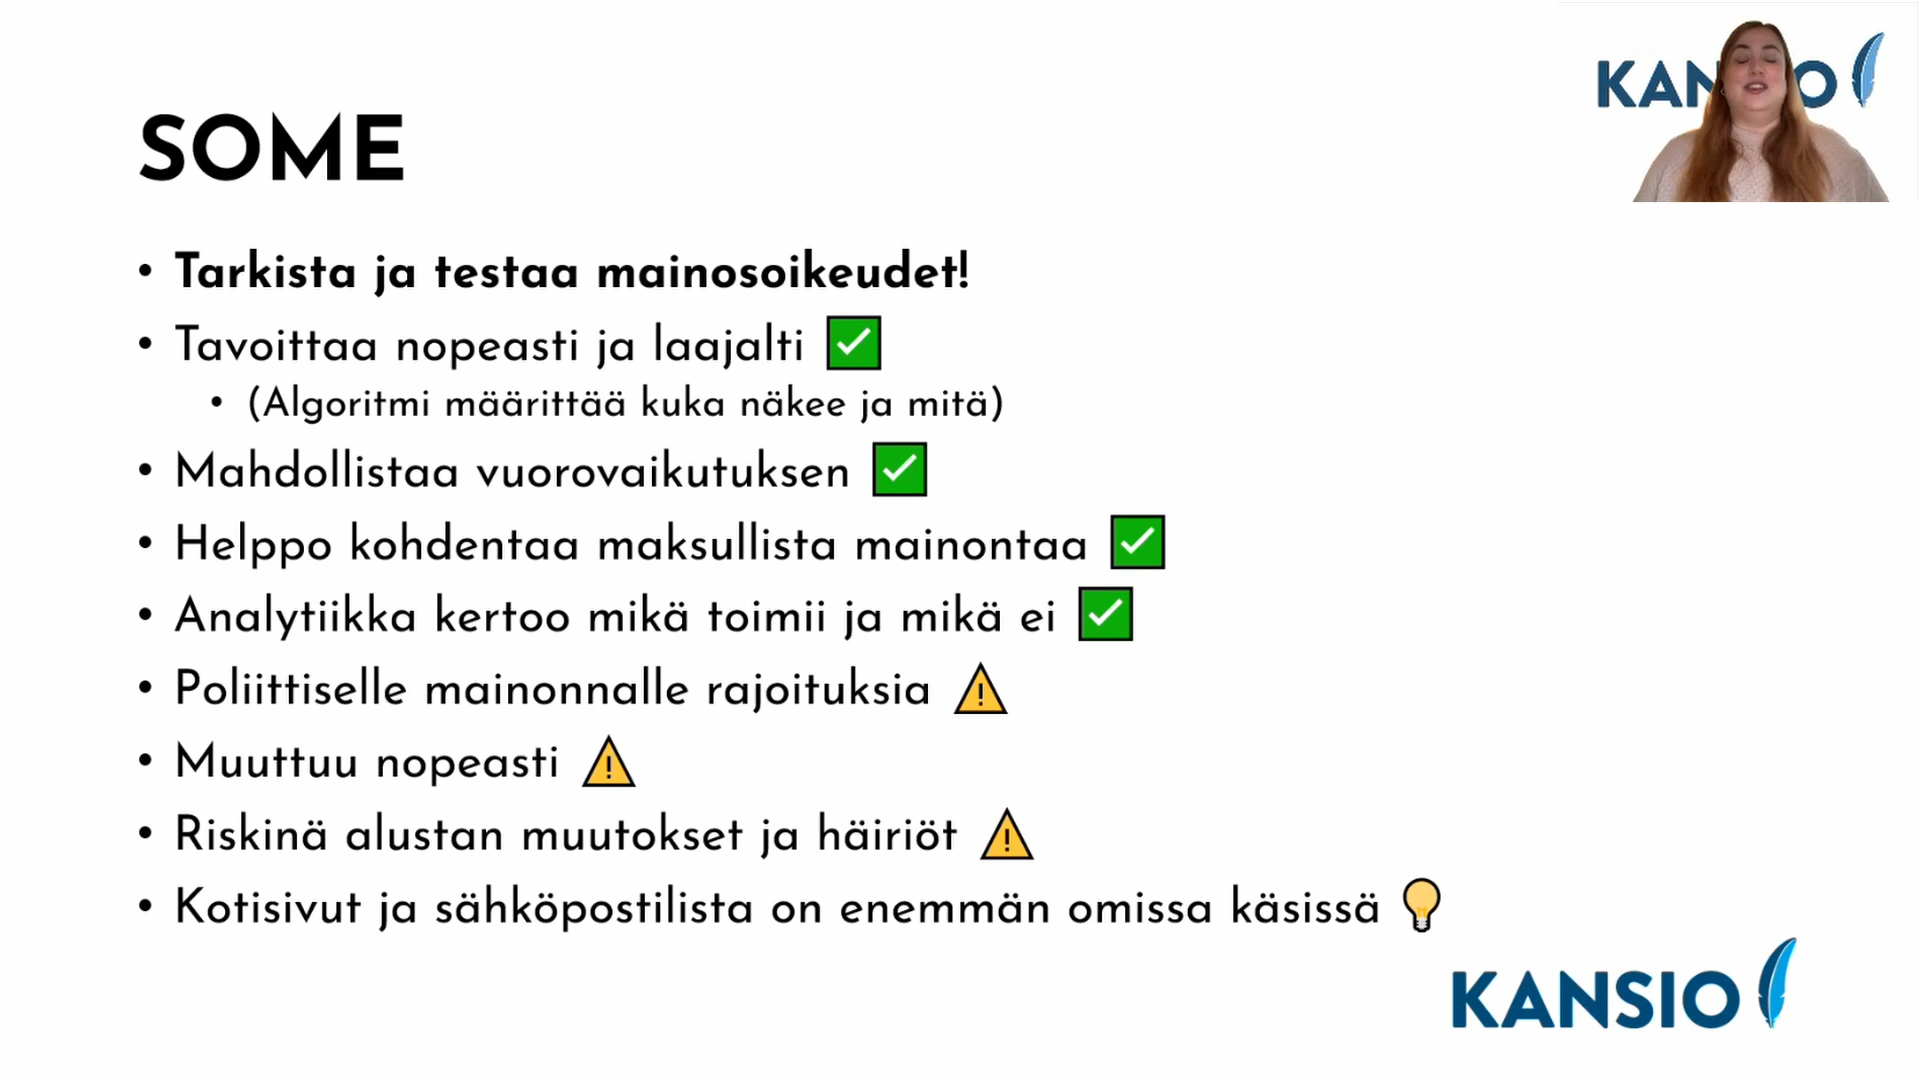 SOME
• Tarkista ja testaa mainosoikeudet!
• Tavoittaa nopeasti ja laajalti ✅
• (Algoritmi määrittää kuka näkee ja mitä)
• Mahdollistaa vuorovaikutuksen ✅
• Helppo kohdentaa maksullista mainontaa ✅
• Analytiikka kertoo mikä toimii ja mikä ei ✅
• Poliittiselle mainonnalle rajoituksia ⚠
• Muuttuu nopeasti ⚠
• Riskinä alustan muutokset ja häiriöt ⚠
• Kotisivut ja sähköpostilista on enemmän omissa käsissä 💡
KANSIO